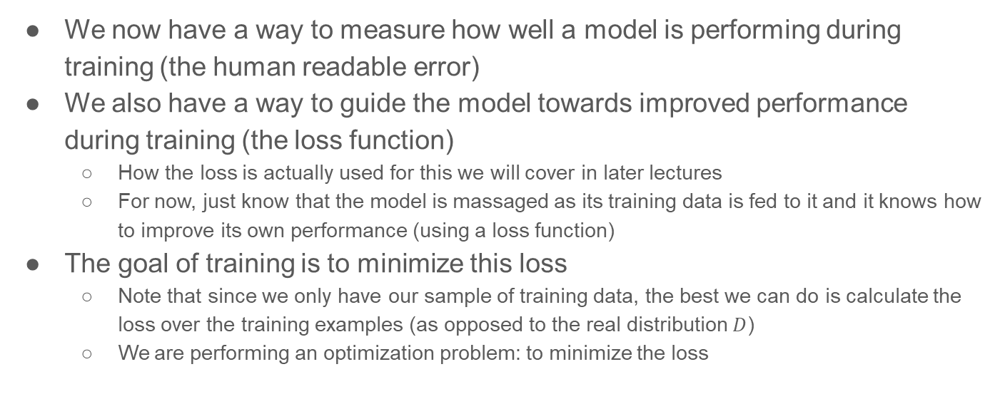 ● We now have a way to measure how well a model is performing during
training (the human readable error)
● We also have a way to guide the model towards improved performance
during training (the loss function)
○ How the loss is actually used for this we will cover in later lectures
○ For now, just know that the model is massaged as its training data is fed to it and it knows how
to improve its own performance (using a loss function)
● The goal of training is to minimize this loss
○ Note that since we only have our sample of training data, the best we can do is calculate the
loss over the training examples (as opposed to the real distribution D)
○ We are performing an optimization problem: to minimize the loss